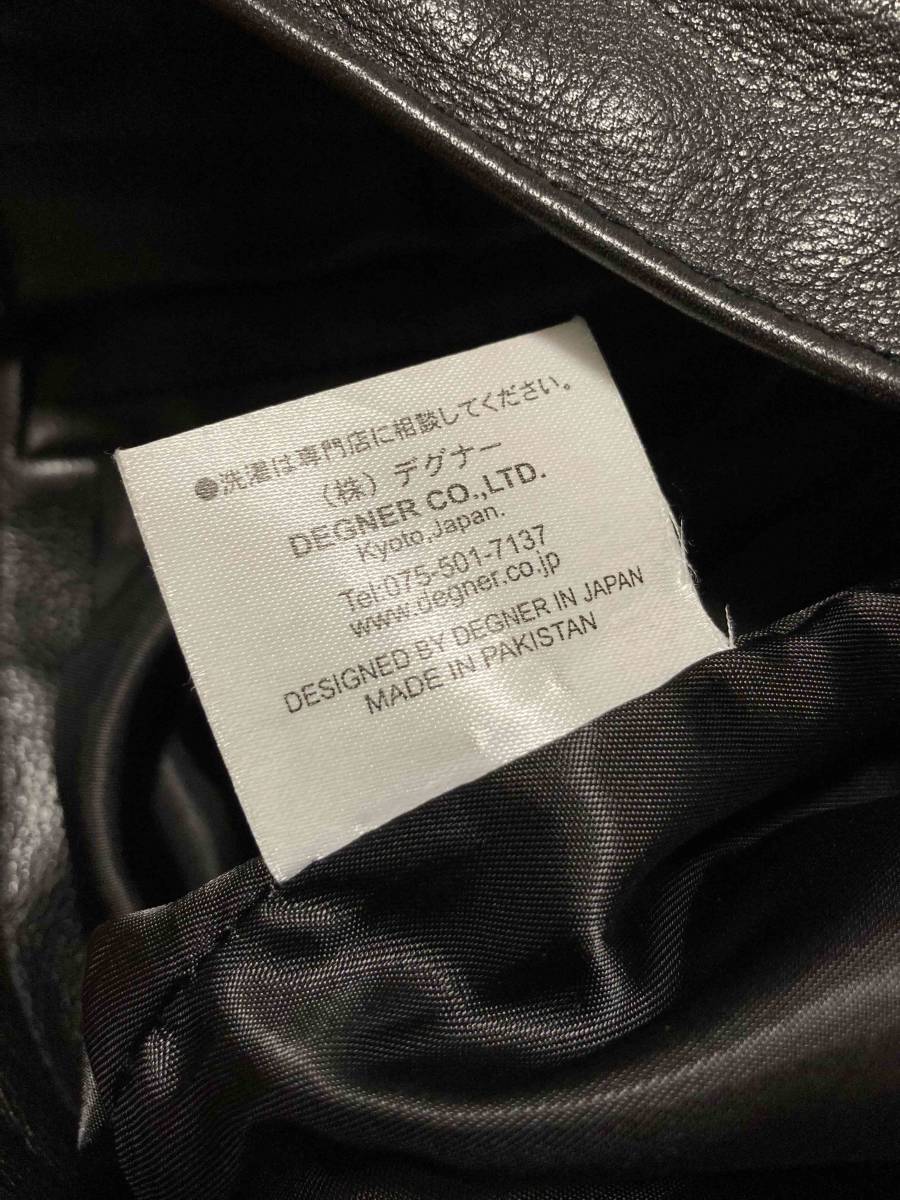 ●洗濯は専門店に相談してください。
（株）デグナー
DEGNER CO.,LTD.
Kyoto,Japan.
Tel:075-501-7137
www.degner.co.jp
DESIGNED BY DEGNER IN JAPAN
MADE IN PAKISTAN